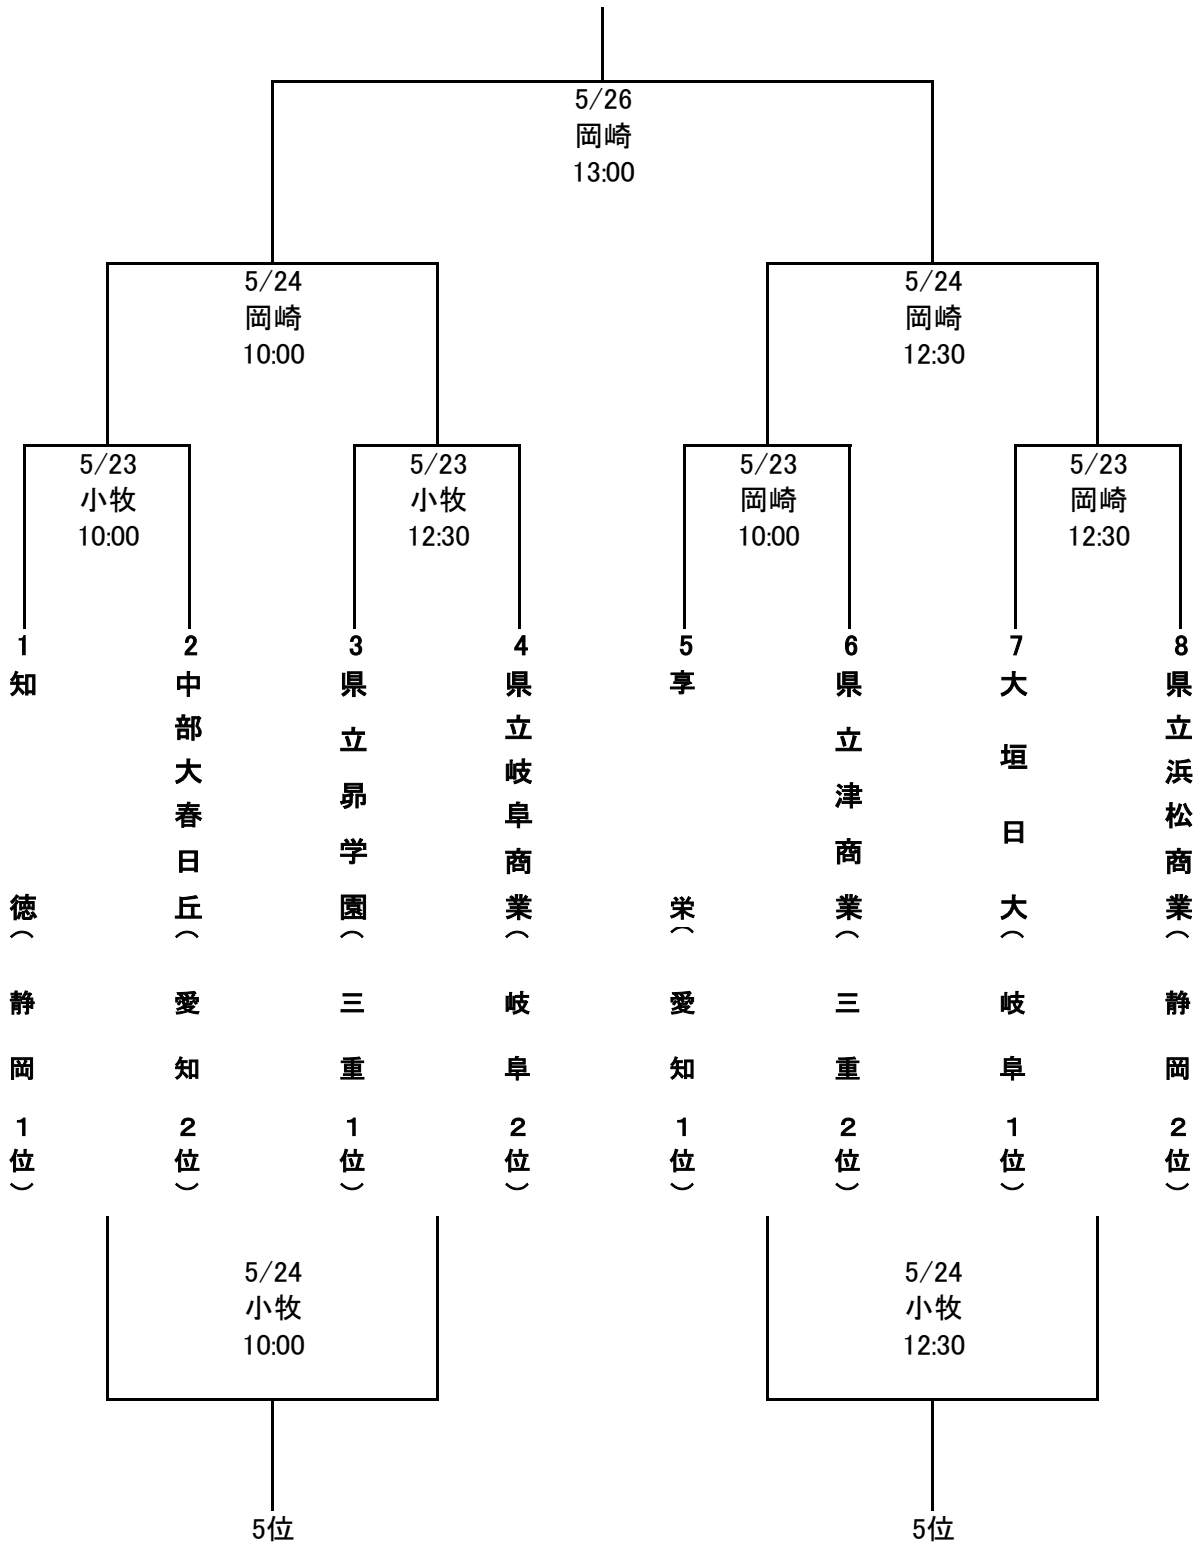 5/26
岡崎
13:00
5/24
岡崎
10:00
5/24
岡崎
12:30
5/23
小牧
10:00
5/23
小牧
12:30
5/23
岡崎
10:00
5/23
岡崎
12:30
1
知徳(静岡1位)
2
中部大春日丘(愛知2位)
3
県立昴学園(三重1位)
4
県立岐阜商業(岐阜2位)
5
享栄(愛知1位)
6
県立津商業(三重2位)
7
大垣日大(岐阜1位)
8
県立浜松商業(静岡2位)
5/24
小牧
10:00
5/24
小牧
12:30
5位
5位